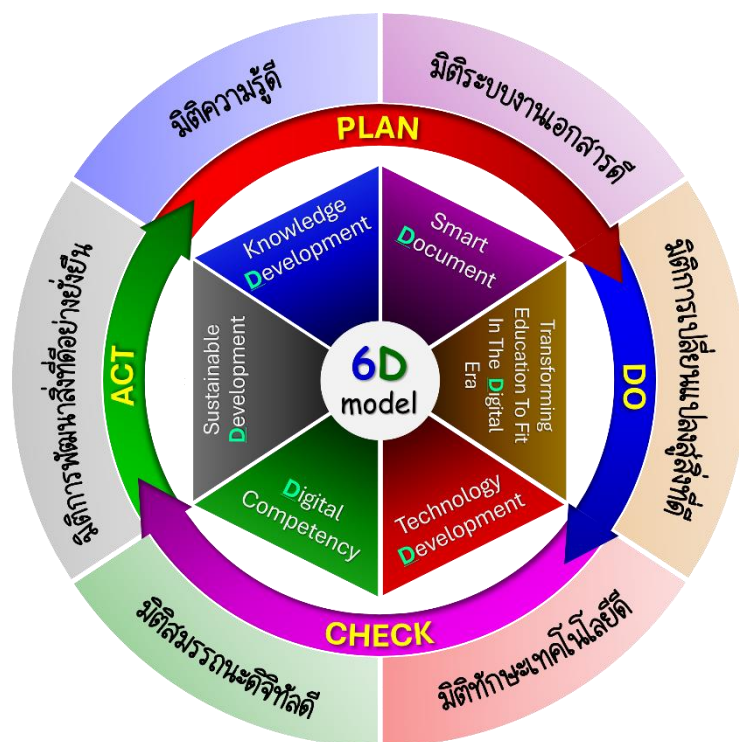 มิติความรู้ดี
มิติระบบงานเอกสารดี
มิติการเปลี่ยนแปลงสู่สิ่งที่ดี
มิติทักษะเทคโนโลยีดี
มิติสมรรถนะดิจิทัลดี
มิติการพัฒนาสิ่งที่ดีอย่างยั่งยืน
PLAN
DO
CHECK
ACT
Knowledge
Development
Smart
Document
Transforming
Education To Fit
In The Digital
Era
Technology
Development
Digital
Competency
Sustainable
Development
6D
model